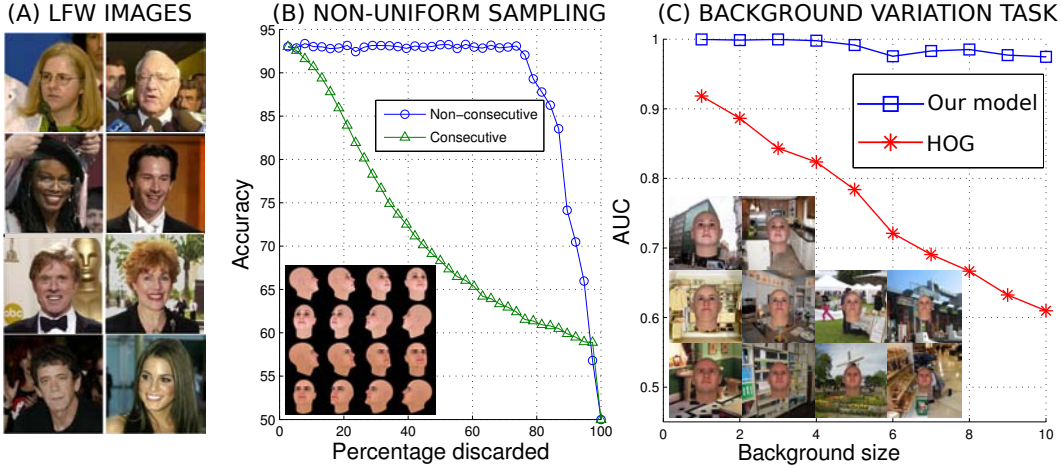 (A) LFW IMAGES
(B) NON-UNIFORM SAMPLING
(C) BACKGROUND VARIATION TASK
abc
Accuracy
95
90
85
80
75
70
65
60
55
50
0
20
40
60
80
100
Percentage discarded
Non-consecutive
Consecutive
AUC
1
0.9
0.8
0.7
0.6
0.5
0
2
4
6
8
10
Background size
Our model
HOG